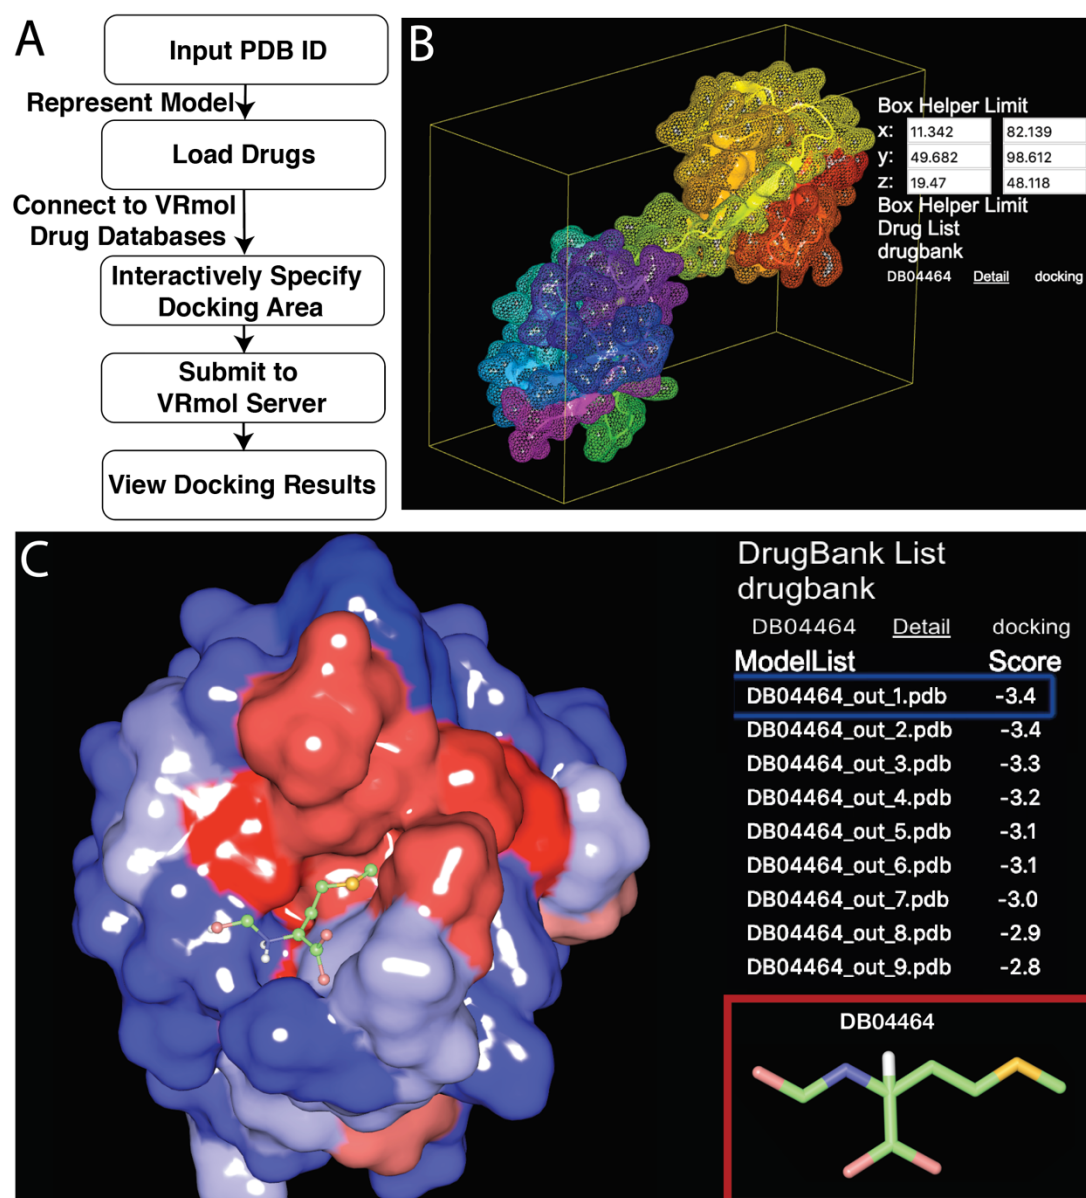 A
Input PDB ID
Represent Model
Load Drugs
Connect to VRmol
Drug Databases
Interactively Specify
Docking Area
Submit to
VRmol Server
View Docking Results
B
Box Helper Limit
x: 11.342 82.139
y: 49.682 98.612
z: 19.47 48.118
Box Helper Limit
Drug List
drugbank
DB04464 Detail docking
C
DrugBank List
drugbank
DB04464 Detail docking
ModelList Score
DB04464_out_1.pdb -3.4
DB04464_out_2.pdb -3.4
DB04464_out_3.pdb -3.3
DB04464_out_4.pdb -3.2
DB04464_out_5.pdb -3.1
DB04464_out_6.pdb -3.1
DB04464_out_7.pdb -3.0
DB04464_out_8.pdb -2.9
DB04464_out_9.pdb -2.8
DB04464